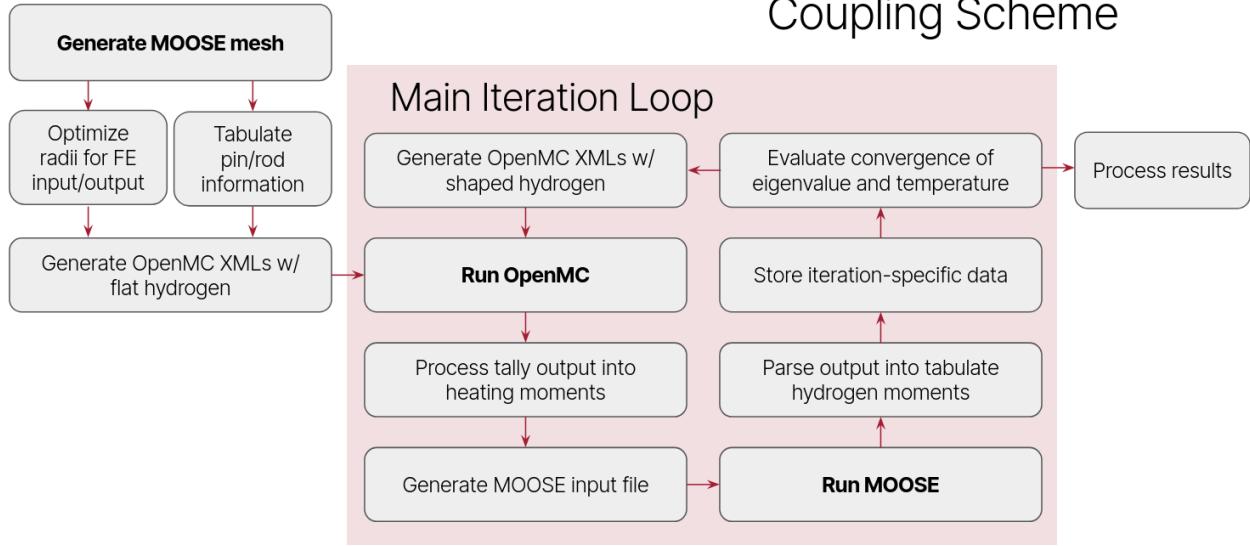 Coupling Scheme
Generate MOOSE mesh
Optimize
radii for FE
input/output
Tabulate
pin/rod
information
Generate OpenMC XMLs w/
flat hydrogen
Main Iteration Loop
Generate OpenMC XMLs w/
shaped hydrogen
Run OpenMC
Process tally output into
heating moments
Generate MOOSE input file
Run MOOSE
Parse output into tabulate
hydrogen moments
Store iteration-specific data
Evaluate convergence of
eigenvalue and temperature
Process results